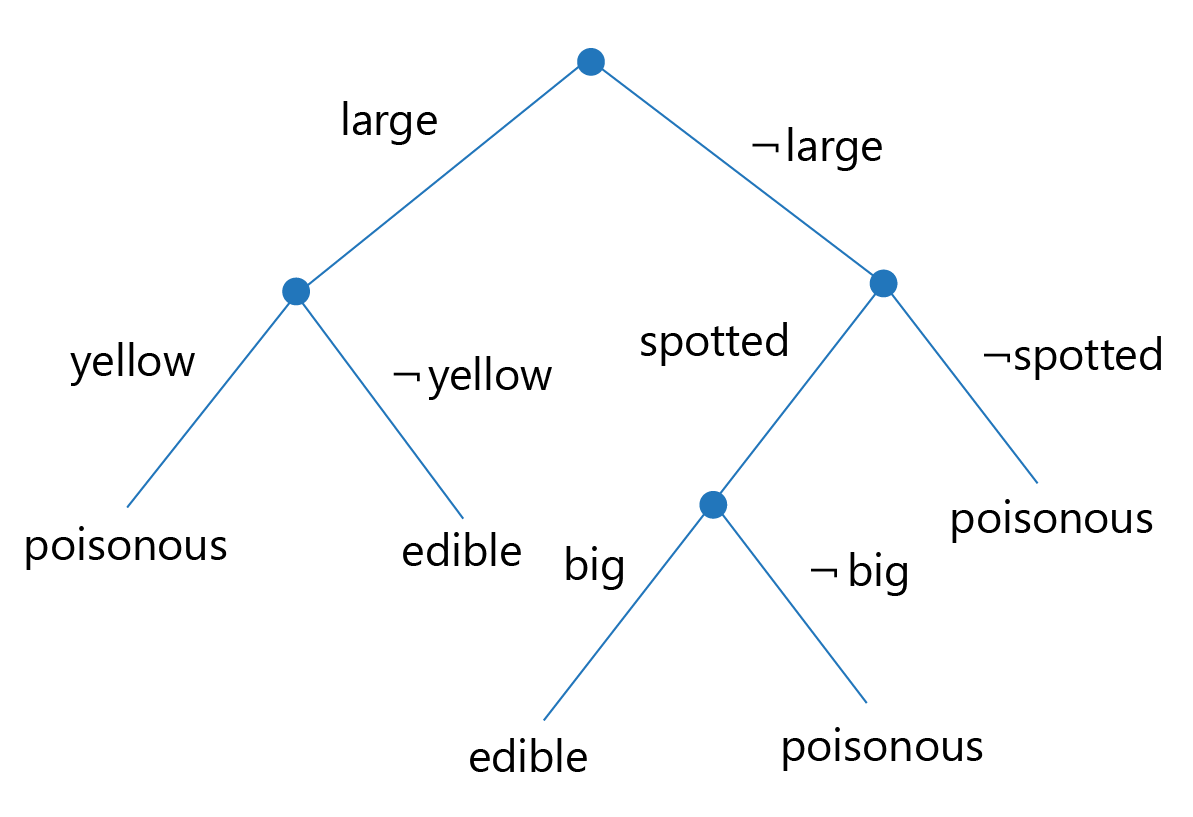 large
¬large
yellow
¬yellow
spotted
¬spotted
poisonous
edible
big
¬big
poisonous
edible
poisonous